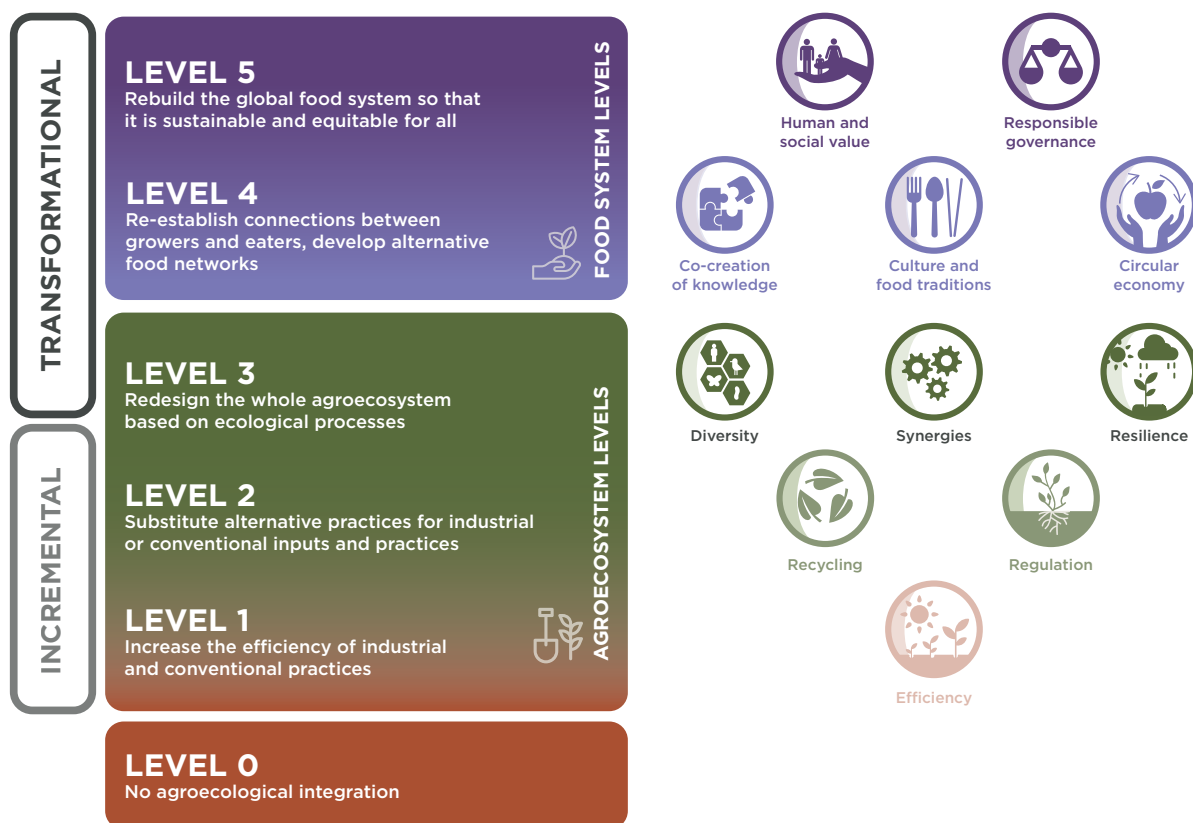 TRANSFORMATIONAL
INCREMENTAL
LEVEL 5
Rebuild the global food system so that
it is sustainable and equitable for all
LEVEL 4
Re-establish connections between
growers and eaters, develop alternative
food networks
FOOD SYSTEM LEVELS
LEVEL 3
Redesign the whole agroecosystem
based on ecological processes
LEVEL 2
Substitute alternative practices for industrial
or conventional inputs and practices
LEVEL 1
Increase the efficiency of industrial
and conventional practices
AGROECOSYSTEM LEVELS
LEVEL 0
No agroecological integration
Human and
social value
Responsible
governance
Co-creation
of knowledge
Culture and
food traditions
Circular
economy
Diversity
Synergies
Resilience
Recycling
Regulation
Efficiency